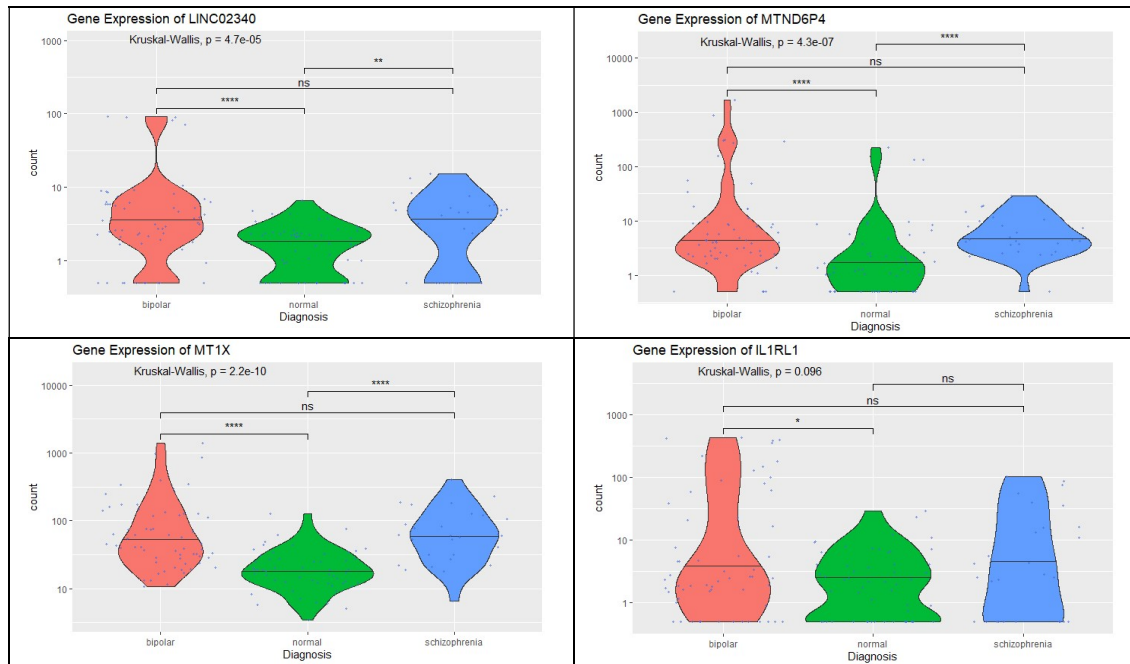 Gene Expression of LINC02340
Kruskal-Wallis, p = 4.7e-05
**
ns
****
1000
100
10
1
count
bipolar
normal
schizophrenia
Diagnosis
Gene Expression of MTND6P4
Kruskal-Wallis, p = 4.3e-07
****
ns
****
10000
1000
100
10
1
count
bipolar
normal
schizophrenia
Diagnosis
Gene Expression of MT1X
Kruskal-Wallis, p = 2.2e-10
****
ns
****
10000
1000
100
10
count
bipolar
normal
schizophrenia
Diagnosis
Gene Expression of IL1RL1
Kruskal-Wallis, p = 0.096
ns
ns
*
1000
100
10
1
count
bipolar
normal
schizophrenia
Diagnosis